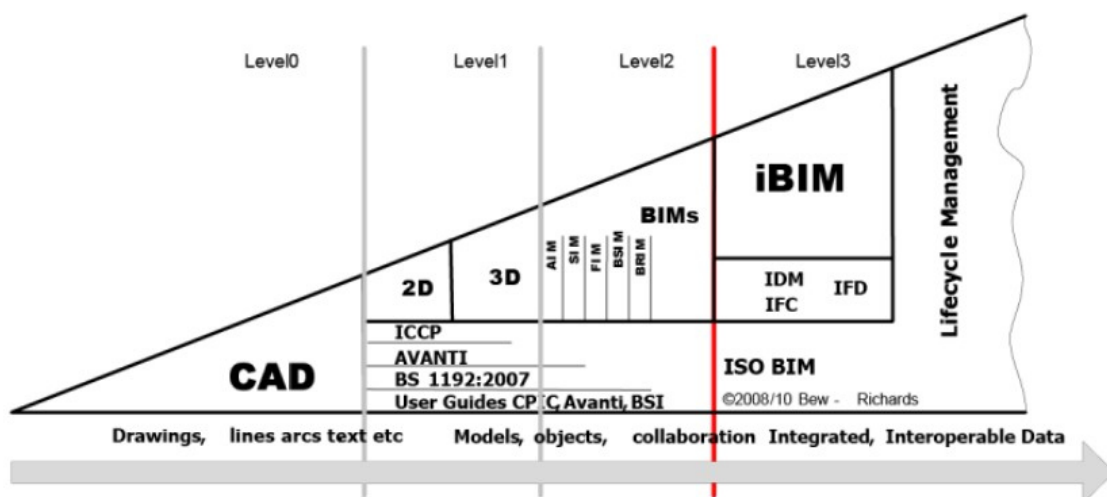 Level0
Level1
Level2
Level3
iBIM
BIMs
AIM
SIM
FIM
BSIM
BRIM
2D
3D
IDM
IFD
IFC
Lifecycle Management
ICCP
AVANTI
CAD
BS 1192:2007
User Guides CPIC, Avanti, BSI
ISO BIM
©2008/10 Bew - Richards
Drawings, lines arcs text etc
Models, objects, collaboration
Integrated, Interoperable Data